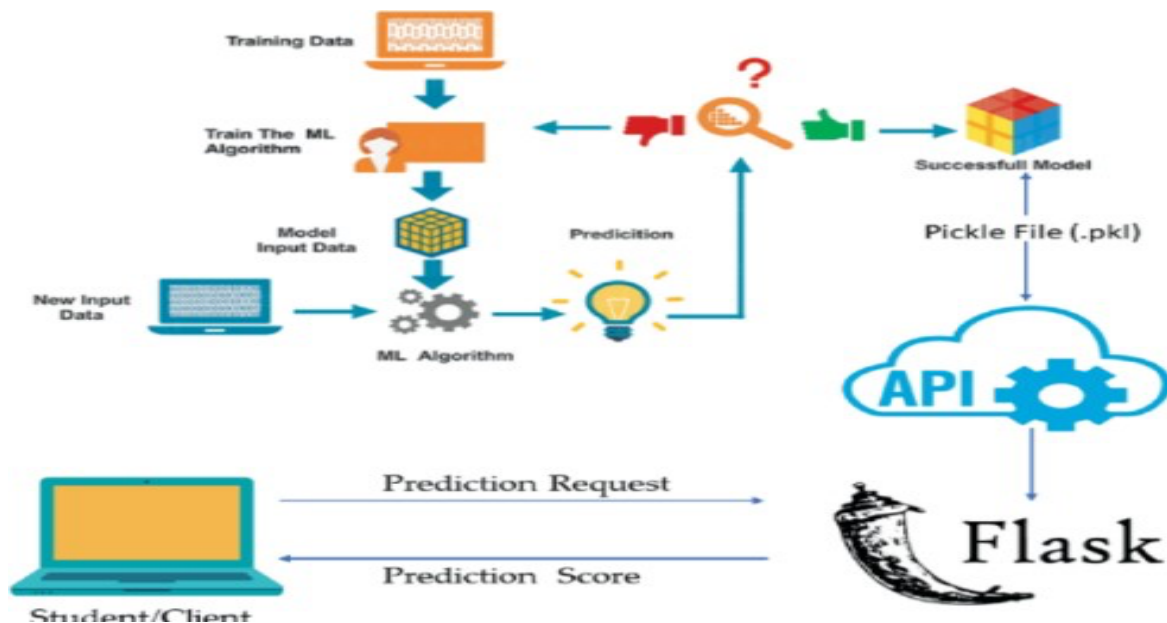 Training Data
?
Train The ML
Algorithm
Successfull Model
Model
Input Data
Predicition
Pickle File (.pkl)
New Input
Data
ML Algorithm
API
Prediction Request
Flask
Prediction Score
Student/Client